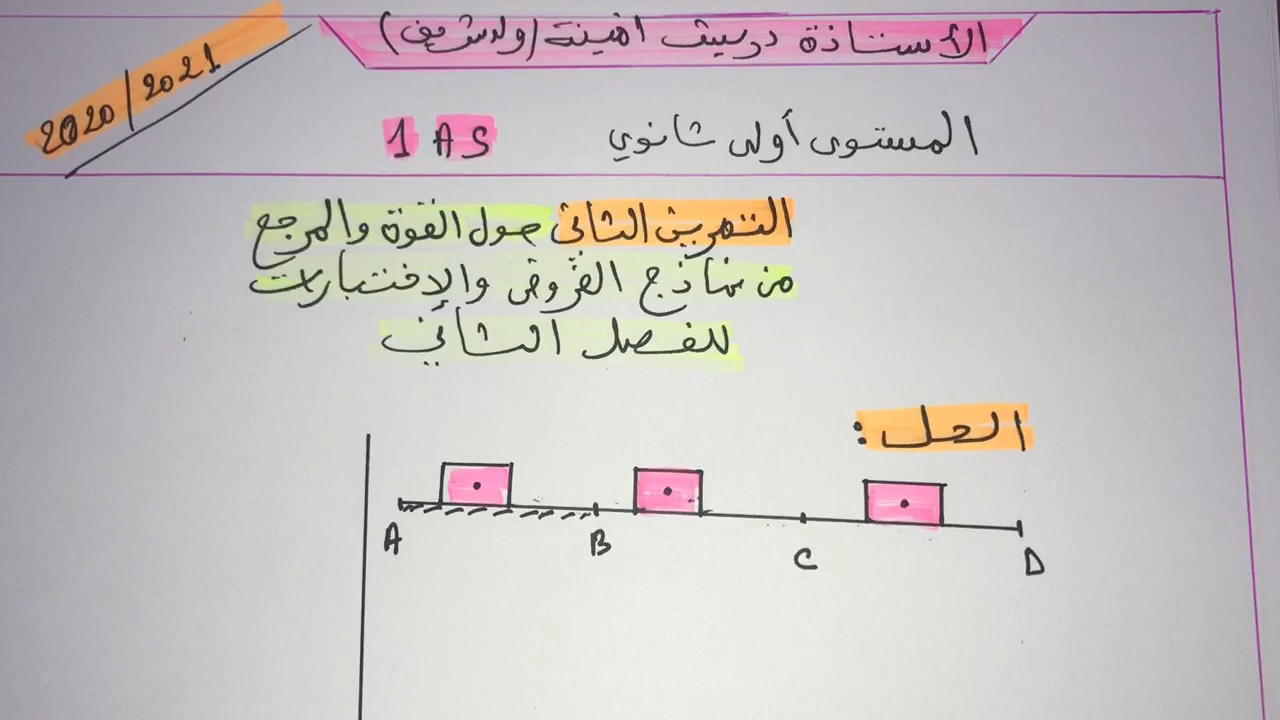 الأستاذة دريش أمينة (ولد شريف)
2020/2021
المستوى أولى ثانوي 1 AS
التمرين الثاني حول القوة والمرجع
من نماذج الفروض والإختبارات
للفصل الثاني
الحل :
A B C D